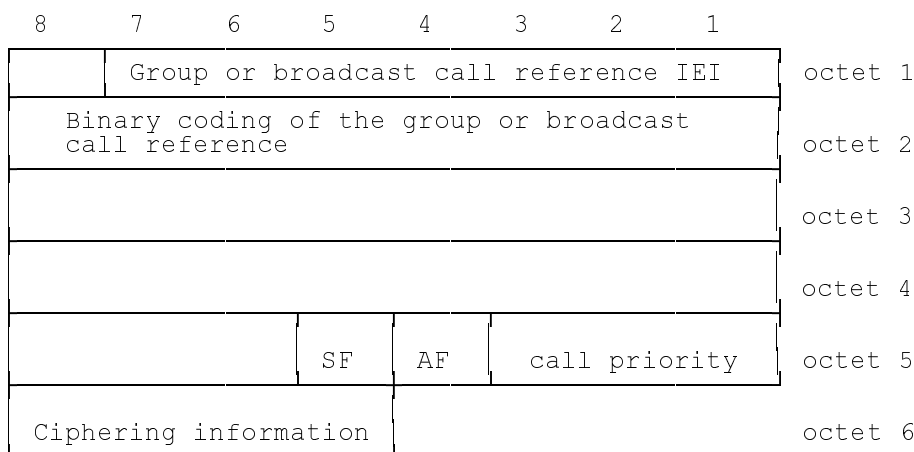 8 7 6 5 4 3 2 1
Group or broadcast call reference IEI octet 1
Binary coding of the group or broadcast
call reference octet 2
octet 3
octet 4
SF AF call priority octet 5
Ciphering information octet 6